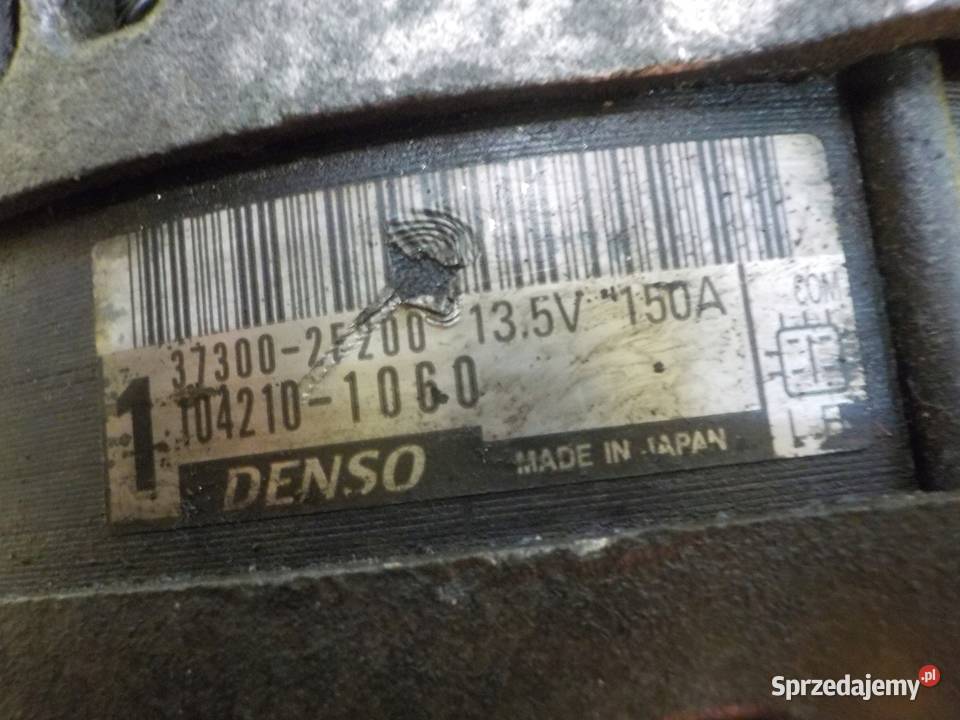 37300-2F200 13.5V 150A
1
104210-1060
COM
DENSO
MADE IN JAPAN
Sprzedajemy.pl